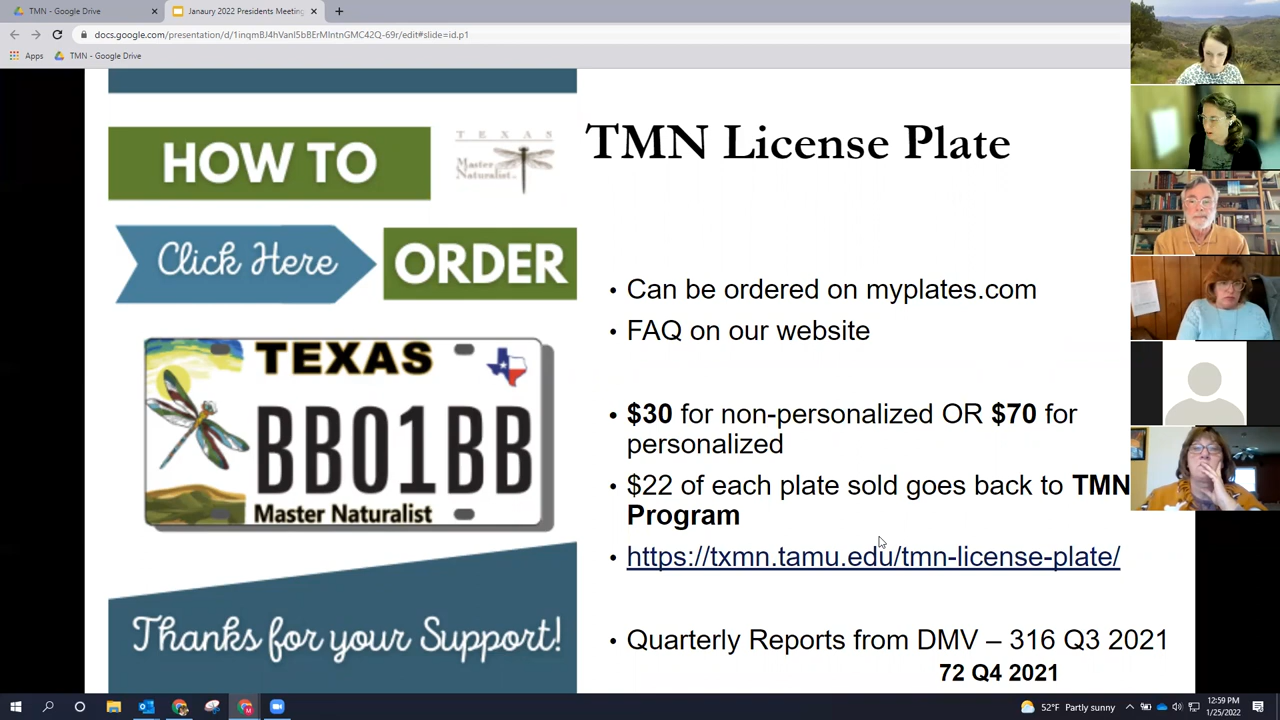 TMN - Google Drive
Janaury 2022 Presidents Meeting
docs.google.com/presentation/d/1inqmBJ4hVanI5bBErMIntnGMC42Q-69r/edit#slide=id.p1
Apps
TMN - Google Drive
HOW TO
TEXAS
Master
Naturalist
Click Here
ORDER
TEXAS
BB01BB
Master Naturalist
Thanks for your Support!
TMN License Plate
• Can be ordered on myplates.com
• FAQ on our website
• $30 for non-personalized OR $70 for
personalized
• $22 of each plate sold goes back to TMN
Program
• https://txmn.tamu.edu/tmn-license-plate/
• Quarterly Reports from DMV – 316 Q3 2021
72 Q4 2021
52°F Partly sunny
12:59 PM
1/25/2022